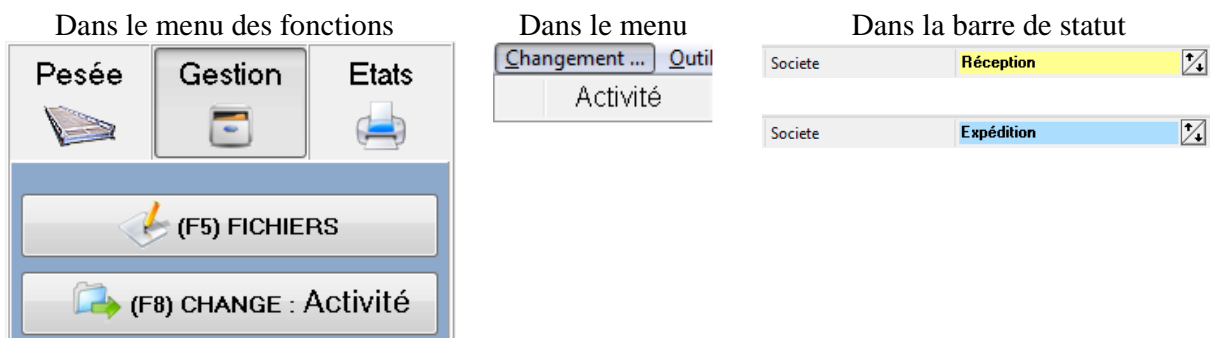 Dans le menu des fonctions
Pesée Gestion Etats
(F5) FICHIERS
(F8) CHANGE : Activité
Dans le menu
Changement ... Outil
Activité
Dans la barre de statut
Societe Réception
Societe Expédition